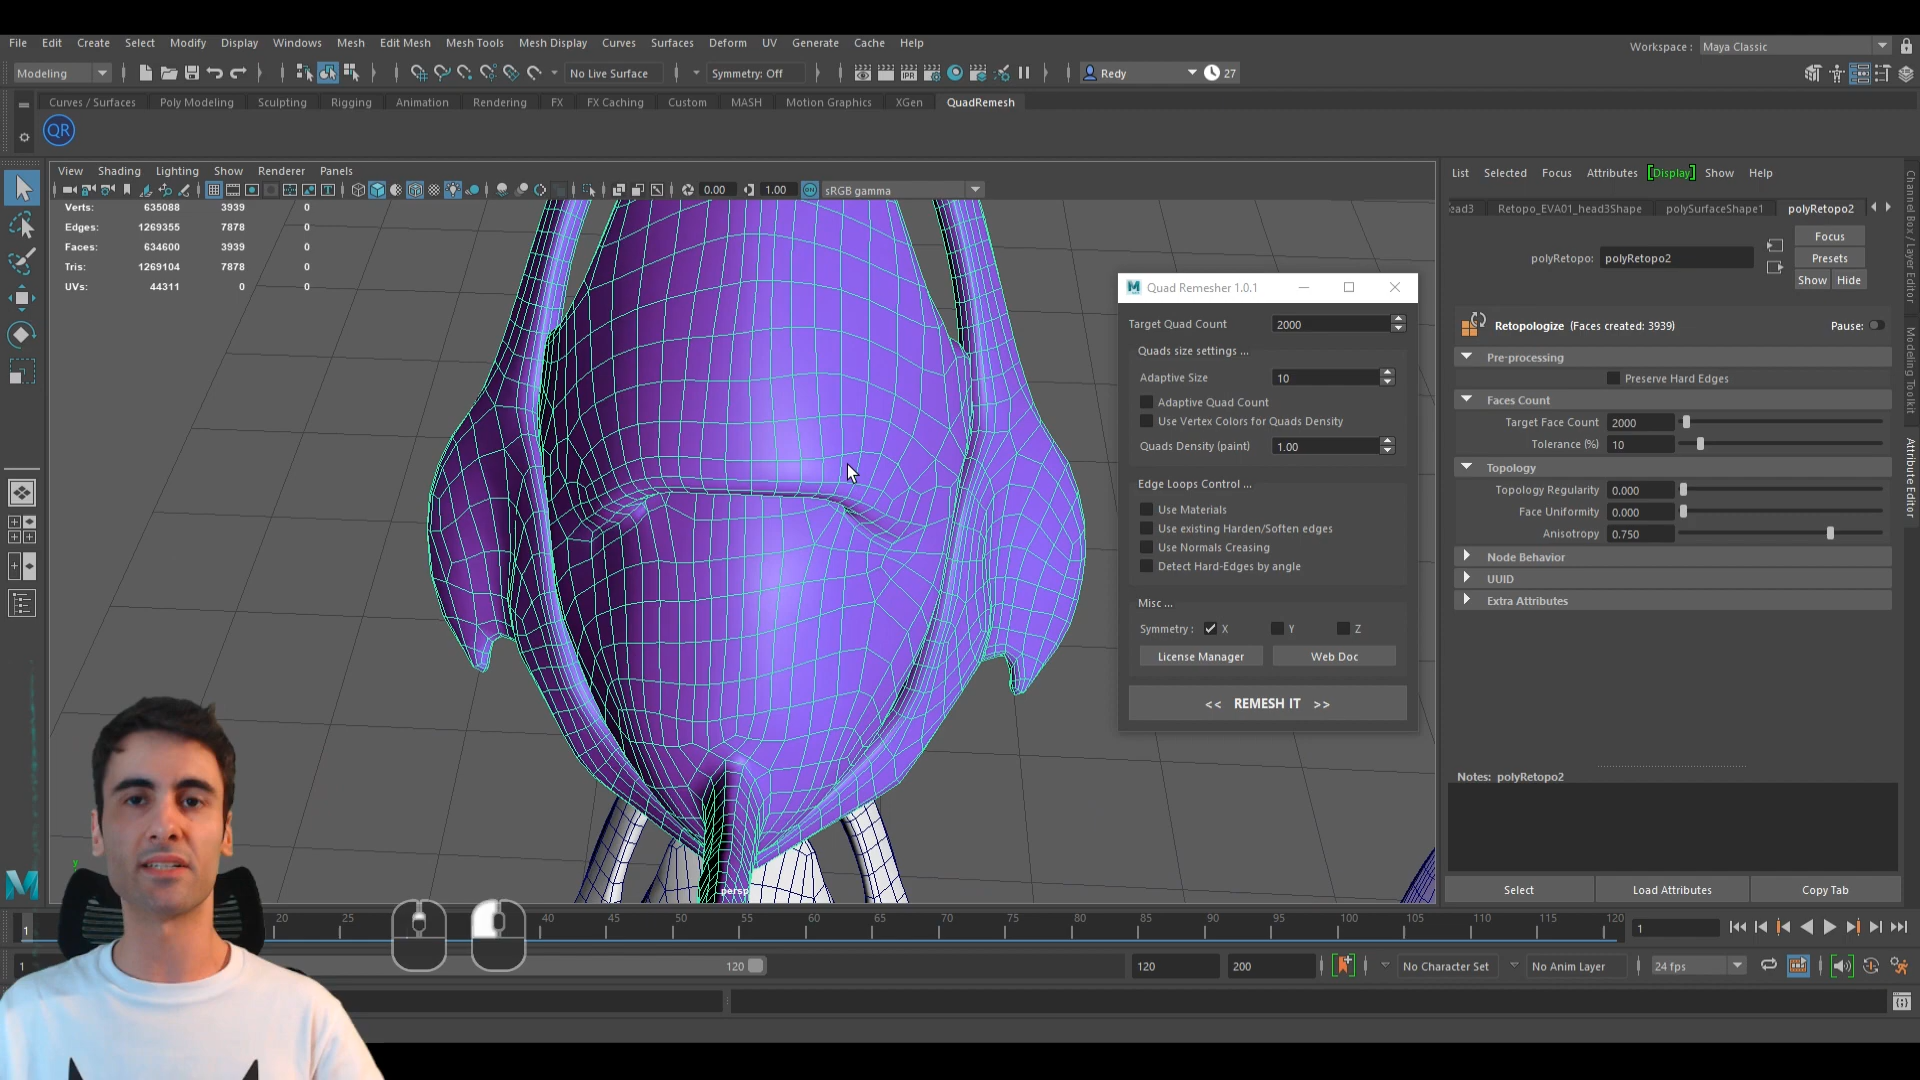 File Edit Create Select Modify Display Windows Mesh Edit Mesh Mesh Tools Mesh Display Curves Surfaces Deform UV Generate Cache Help
Workspace : Maya Classic
Modeling No Live Surface Symmetry: Off IPR Redy 27
Curves / Surfaces Poly Modeling Sculpting Rigging Animation Rendering FX FX Caching Custom MASH Motion Graphics XGen QuadRemesh
QR
View Shading Lighting Show Renderer Panels
0.00 1.00 sRGB gamma
Verts: 635088 3939 0
Edges: 1269355 7878 0
Faces: 634600 3939 0
Tris: 1269104 7878 0
UVs: 44311 0 0
persp
y
Quad Remesher 1.0.1
Target Quad Count 2000
Quads size settings ...
Adaptive Size 10
Adaptive Quad Count
Use Vertex Colors for Quads Density
Quads Density (paint) 1.00
Edge Loops Control ...
Use Materials
Use existing Harden/Soften edges
Use Normals Creasing
Detect Hard-Edges by angle
Misc ...
Symmetry : X Y Z
License Manager Web Doc
<< REMESH IT >>
List Selected Focus Attributes [Display] Show Help
ead3 Retopo_EVA01_head3Shape polySurfaceShape1 polyRetopo2
polyRetopo: polyRetopo2
Focus
Presets
Show Hide
Retopologize (Faces created: 3939) Pause:
Pre-processing
Preserve Hard Edges
Faces Count
Target Face Count 2000
Tolerance (%) 10
Topology
Topology Regularity 0.000
Face Uniformity 0.000
Anisotropy 0.750
Node Behavior
UUID
Extra Attributes
Notes: polyRetopo2
Select Load Attributes Copy Tab
Channel Box / Layer Editor
Modeling Toolkit
Attribute Editor
1 20 25 40 45 50 55 60 65 70 75 80 85 90 95 100 105 110 115 120 1
1 120 120 200 No Character Set No Anim Layer 24 fps